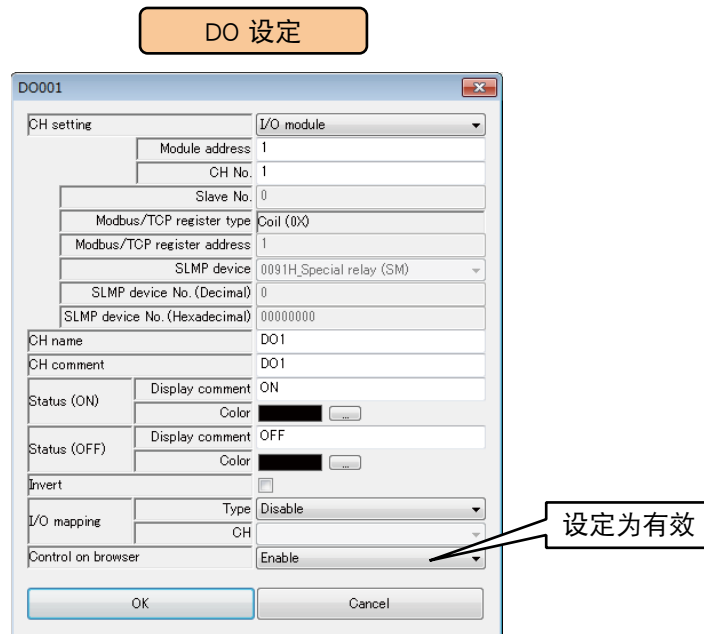 DO 设定
DO001
CH setting I/O module
Module address 1
CH No. 1
Slave No. 0
Modbus/TCP register type Coil (0X)
Modbus/TCP register address 1
SLMP device 0091H_Special relay (SM)
SLMP device No. (Decimal) 0
SLMP device No. (Hexadecimal) 00000000
CH name DO1
CH comment DO1
Status (ON) Display comment ON
Color ...
Status (OFF) Display comment OFF
Color ...
Invert
I/O mapping Type Disable
CH
Control on browser Enable
设定为有效
OK Cancel